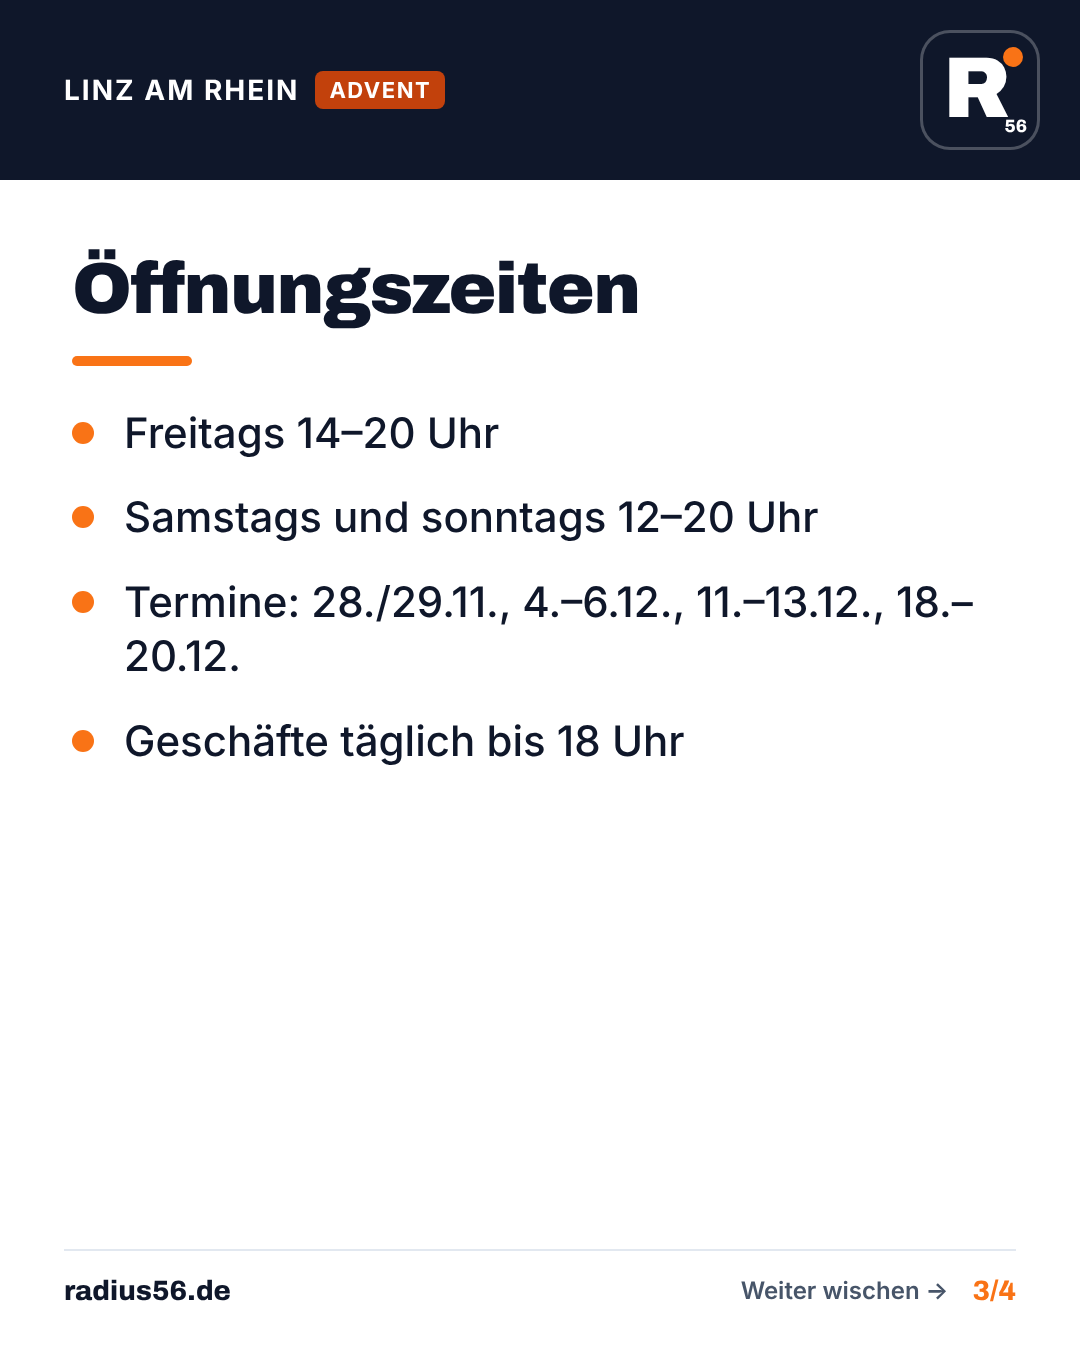 LINZ AM RHEIN ADVENT
R
56
Öffnungszeiten
Freitags 14–20 Uhr
Samstags und sonntags 12–20 Uhr
Termine: 28./29.11., 4.–6.12., 11.–13.12., 18.–
20.12.
Geschäfte täglich bis 18 Uhr
radius56.de
Weiter wischen → 3/4